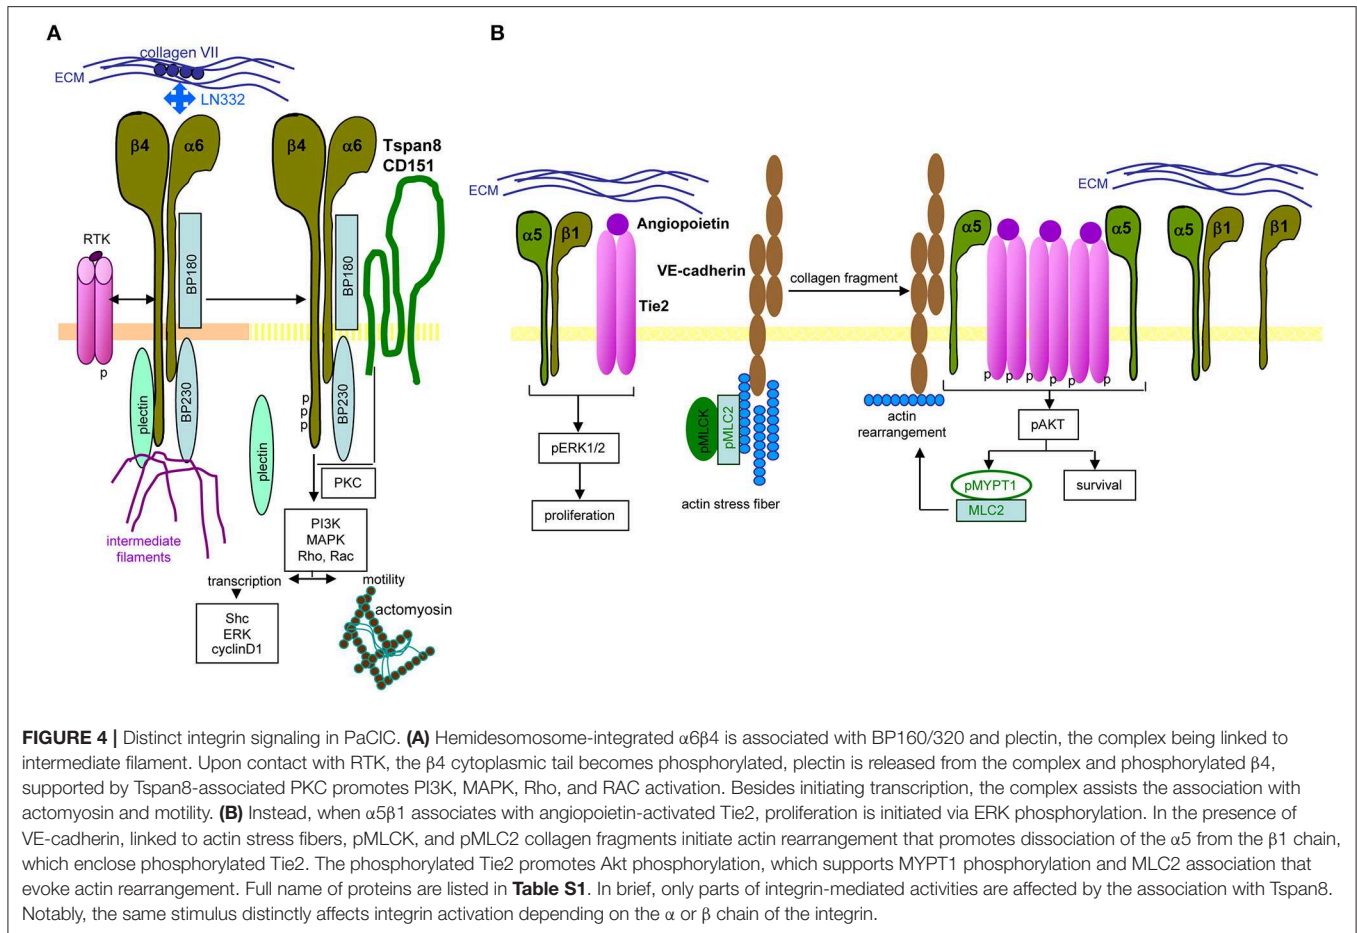 A
collagen VII
ECM
LN332
β4
α6
β4
α6
Tspan8
CD151
RTK
BP180
BP180
p
plectin
BP230
plectin
p
p
p
BP230
PKC
intermediate
filaments
PI3K
MAPK
Rho, Rac
transcription
motility
Shc
ERK
cyclinD1
actomyosin
B
ECM
α5
β1
Angiopoietin
VE-cadherin
Tie2
collagen fragment
pERK1/2
proliferation
pMLCK
pMLC2
actin stress fiber
ECM
α5
α5
α5
β1
β1
p
p
p
p
p
p
actin
rearrangement
pAKT
pMYPT1
MLC2
survival
FIGURE 4 | Distinct integrin signaling in PaCIC. (A) Hemidesomosome-integrated α6β4 is associated with BP160/320 and plectin, the complex being linked to
intermediate filament. Upon contact with RTK, the β4 cytoplasmic tail becomes phosphorylated, plectin is released from the complex and phosphorylated β4,
supported by Tspan8-associated PKC promotes PI3K, MAPK, Rho, and RAC activation. Besides initiating transcription, the complex assists the association with
actomyosin and motility. (B) Instead, when α5β1 associates with angiopoietin-activated Tie2, proliferation is initiated via ERK phosphorylation. In the presence of
VE-cadherin, linked to actin stress fibers, pMLCK, and pMLC2 collagen fragments initiate actin rearrangement that promotes dissociation of the α5 from the β1 chain,
which enclose phosphorylated Tie2. The phosphorylated Tie2 promotes Akt phosphorylation, which supports MYPT1 phosphorylation and MLC2 association that
evoke actin rearrangement. Full name of proteins are listed in Table S1. In brief, only parts of integrin-mediated activities are affected by the association with Tspan8.
Notably, the same stimulus distinctly affects integrin activation depending on the α or β chain of the integrin.